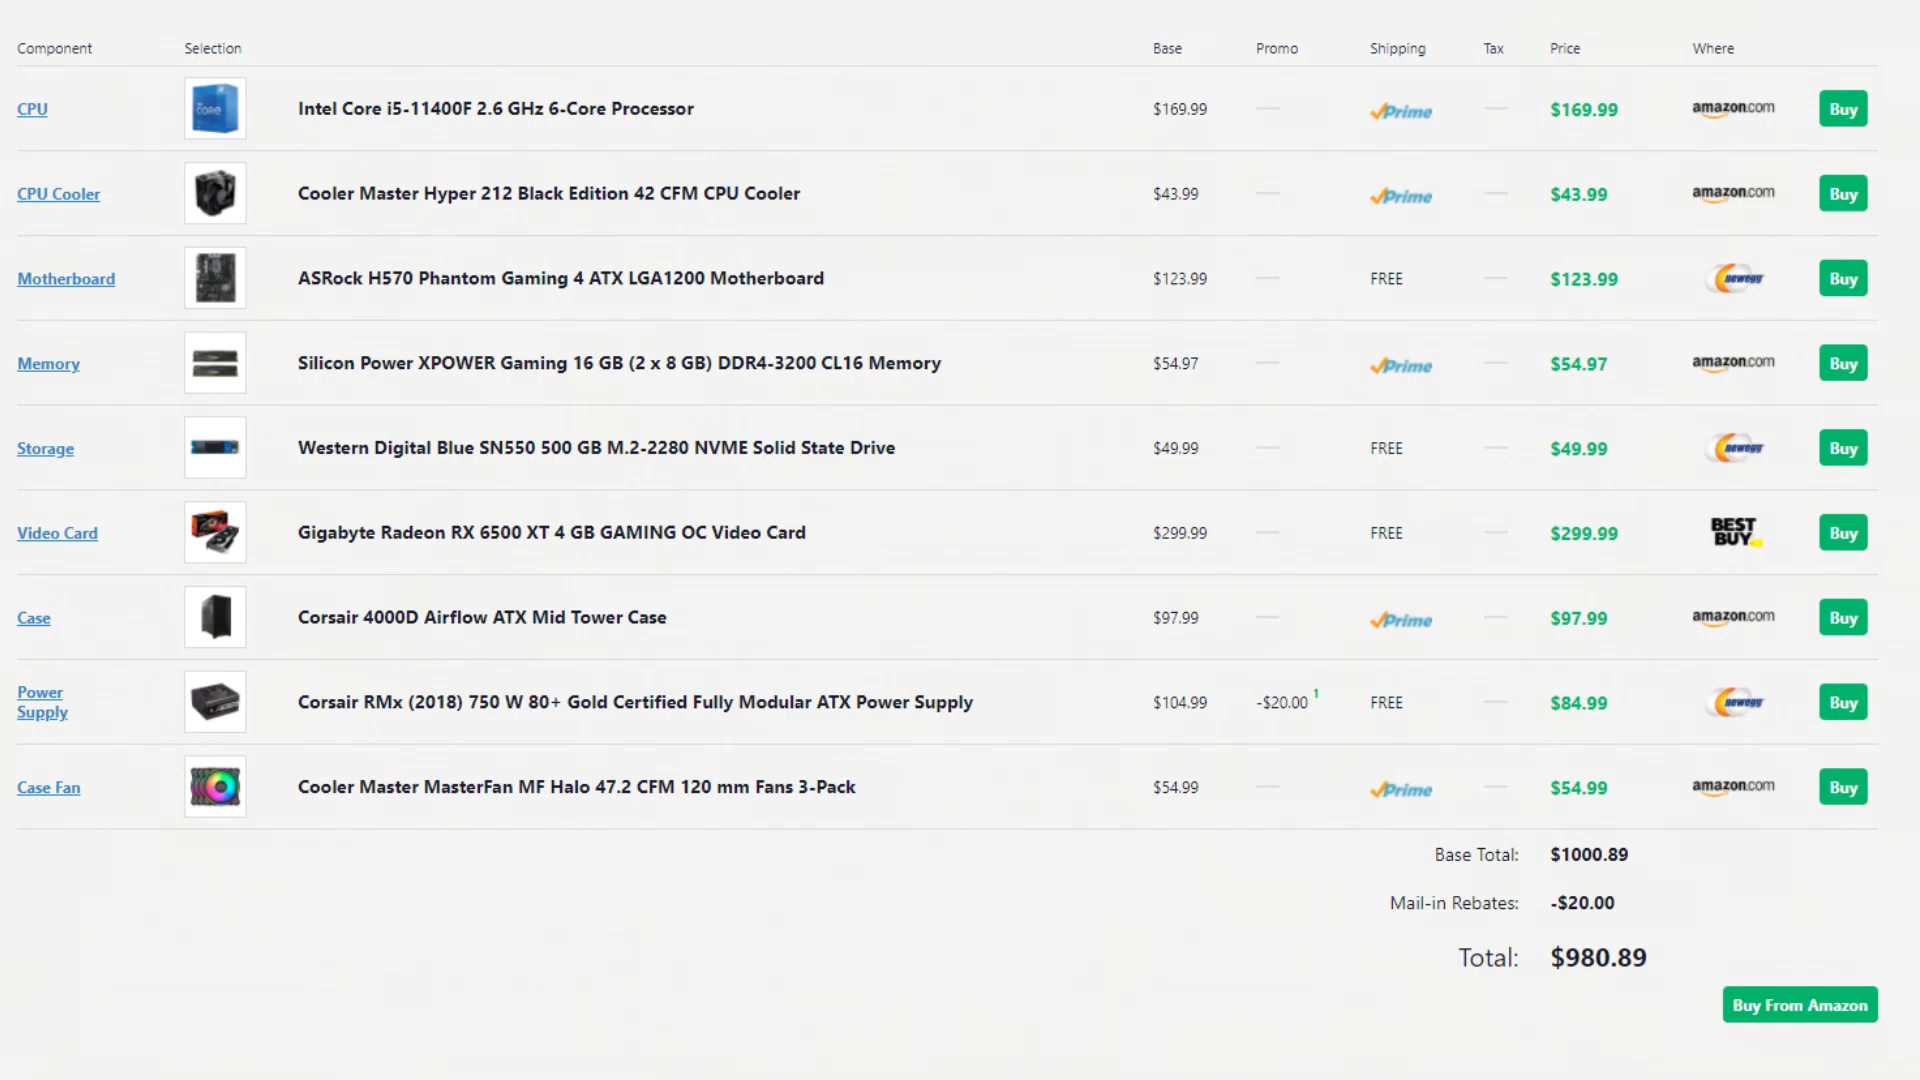 Component Selection Base Promo Shipping Tax Price Where
CPU Intel Core i5-11400F 2.6 GHz 6-Core Processor $169.99 — Prime — $169.99 amazon.com Buy
CPU Cooler Cooler Master Hyper 212 Black Edition 42 CFM CPU Cooler $43.99 — Prime — $43.99 amazon.com Buy
Motherboard ASRock H570 Phantom Gaming 4 ATX LGA1200 Motherboard $123.99 — FREE — $123.99 newegg Buy
Memory Silicon Power XPOWER Gaming 16 GB (2 x 8 GB) DDR4-3200 CL16 Memory $54.97 — Prime — $54.97 amazon.com Buy
Storage Western Digital Blue SN550 500 GB M.2-2280 NVME Solid State Drive $49.99 — FREE — $49.99 newegg Buy
Video Card Gigabyte Radeon RX 6500 XT 4 GB GAMING OC Video Card $299.99 — FREE — $299.99 BEST BUY Buy
Case Corsair 4000D Airflow ATX Mid Tower Case $97.99 — Prime — $97.99 amazon.com Buy
Power Supply Corsair RMx (2018) 750 W 80+ Gold Certified Fully Modular ATX Power Supply $104.99 -$20.00 1 FREE — $84.99 newegg Buy
Case Fan Cooler Master MasterFan MF Halo 47.2 CFM 120 mm Fans 3-Pack $54.99 — Prime — $54.99 amazon.com Buy
Base Total: $1000.89
Mail-in Rebates: -$20.00
Total: $980.89
Buy From Amazon